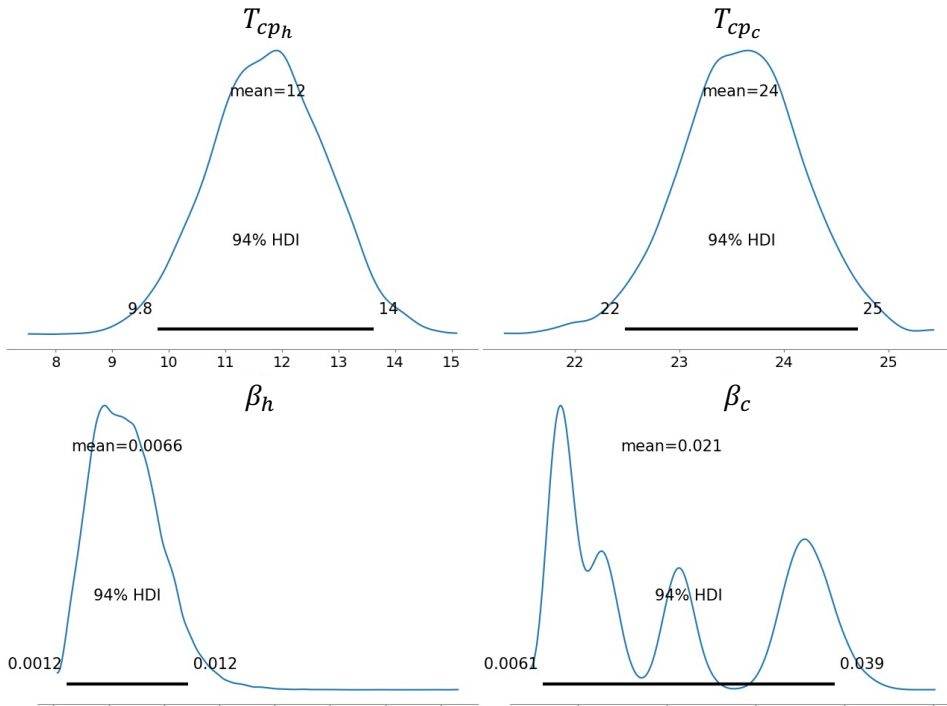 T_{cp_h}
mean=12
94% HDI
9.8 14
8 9 10 11 12 13 14 15
T_{cp_c}
mean=24
94% HDI
22 25
22 23 24 25
β_h
mean=0.0066
94% HDI
0.0012 0.012
β_c
mean=0.021
94% HDI
0.0061 0.039